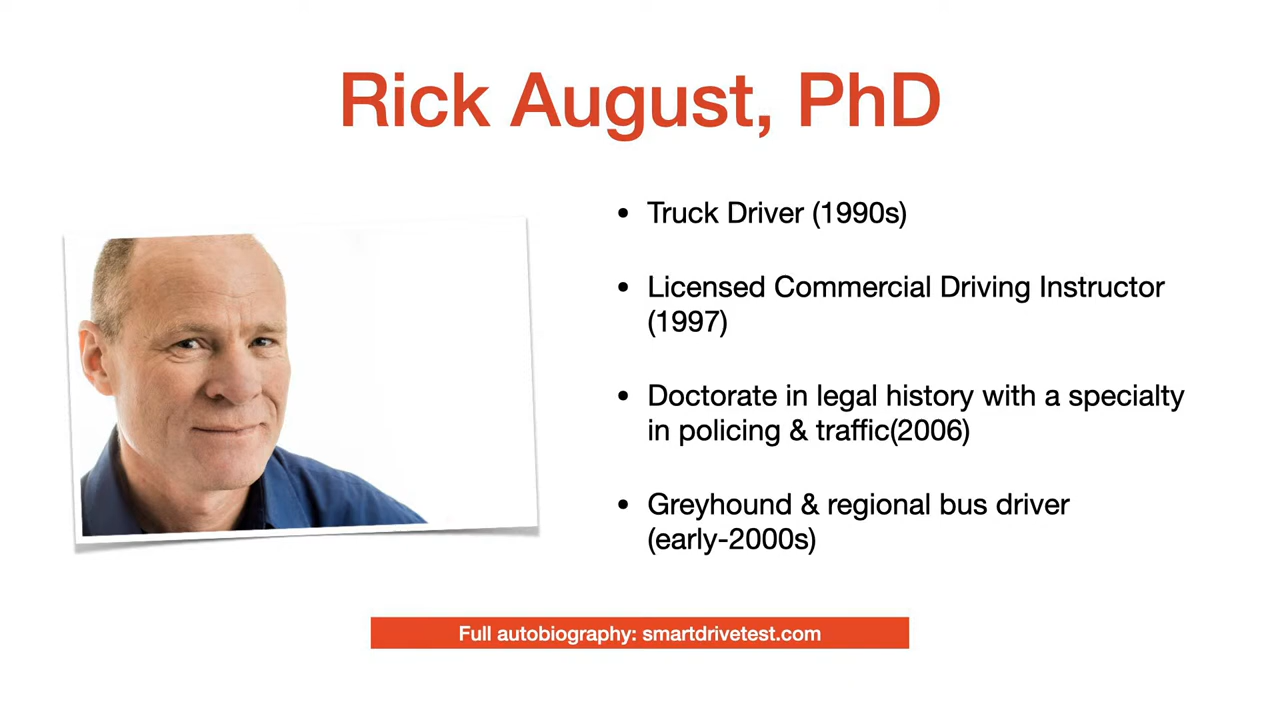 Rick August, PhD
• Truck Driver (1990s)
• Licensed Commercial Driving Instructor
(1997)
• Doctorate in legal history with a specialty
in policing & traffic(2006)
• Greyhound & regional bus driver
(early-2000s)
Full autobiography: smartdrivetest.com